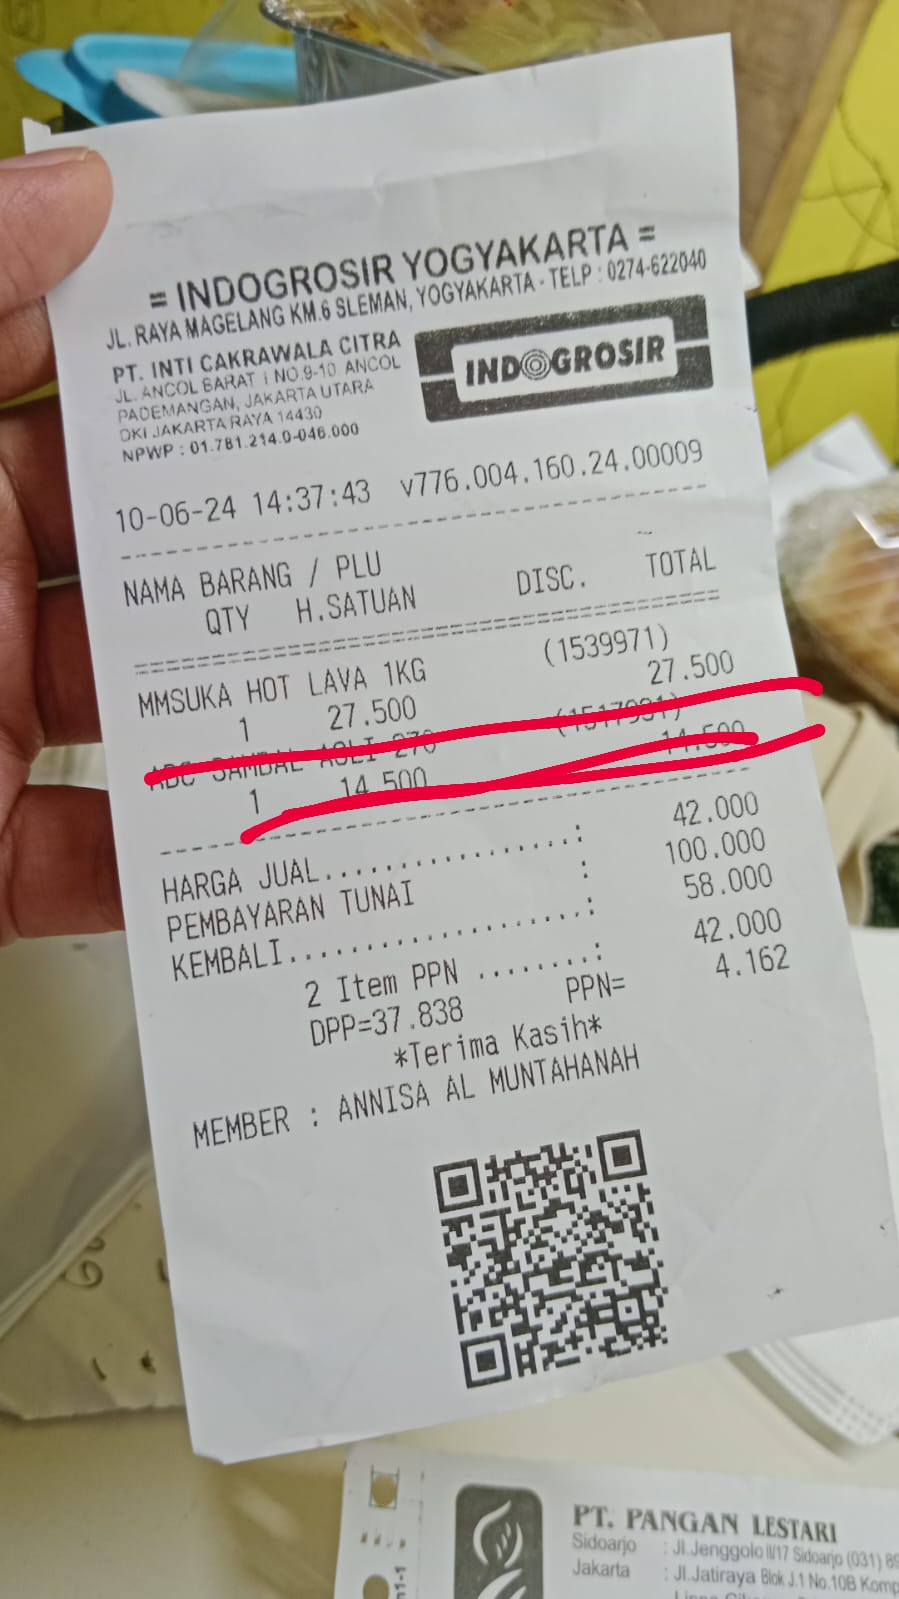 = INDOGROSIR YOGYAKARTA =
JL. RAYA MAGELANG KM.6 SLEMAN, YOGYAKARTA - TELP : 0274-622040
PT. INTI CAKRAWALA CITRA
JL. ANCOL BARAT I NO.9-10 ANCOL
PADEMANGAN, JAKARTA UTARA
DKI JAKARTA RAYA 14430
NPWP : 01.781.214.0-046.000
INDOGROSIR
10-06-24 14:37:43 v776.004.160.24.00009
NAMA BARANG / PLU
QTY H.SATUAN DISC. TOTAL
MMSUKA HOT LAVA 1KG (1539971)
1 27.500 27.500
ABC SAMBAL ASLI 270
1 14.500 14.500
HARGA JUAL................: 42.000
PEMBAYARAN TUNAI : 100.000
KEMBALI..................: 58.000
2 Item PPN ........: 42.000
DPP=37.838 PPN= 4.162
*Terima Kasih*
MEMBER : ANNISA AL MUNTAHANAH
PT. PANGAN LESTARI
Sidoarjo : Jl.Jenggolo II/17 Sidoarjo (031)
Jakarta : Jl.Jatiraya Blok J.1 No.10B